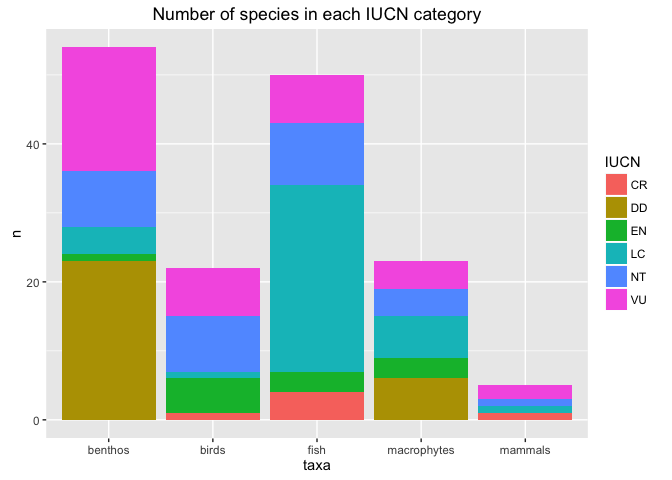 Number of species in each IUCN category
n
40
20
0
benthos
birds
fish
macrophytes
mammals
taxa
IUCN
CR
DD
EN
LC
NT
VU